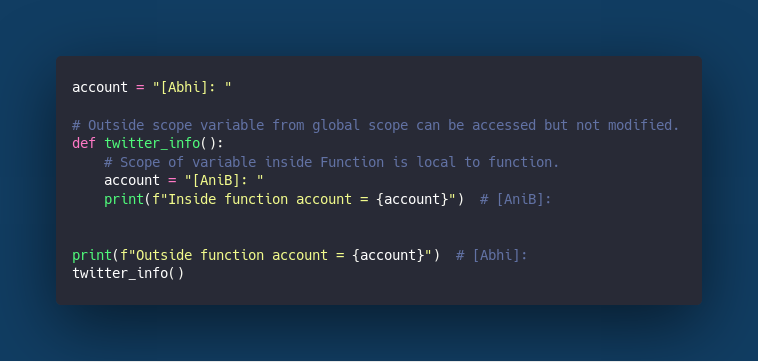 account = "[Abhi]: "
# Outside scope variable from global scope can be accessed but not modified.
def twitter_info():
    # Scope of variable inside Function is local to function.
    account = "[AniB]: "
    print(f"Inside function account = {account}")  # [AniB]:
print(f"Outside function account = {account}")  # [Abhi]:
twitter_info()